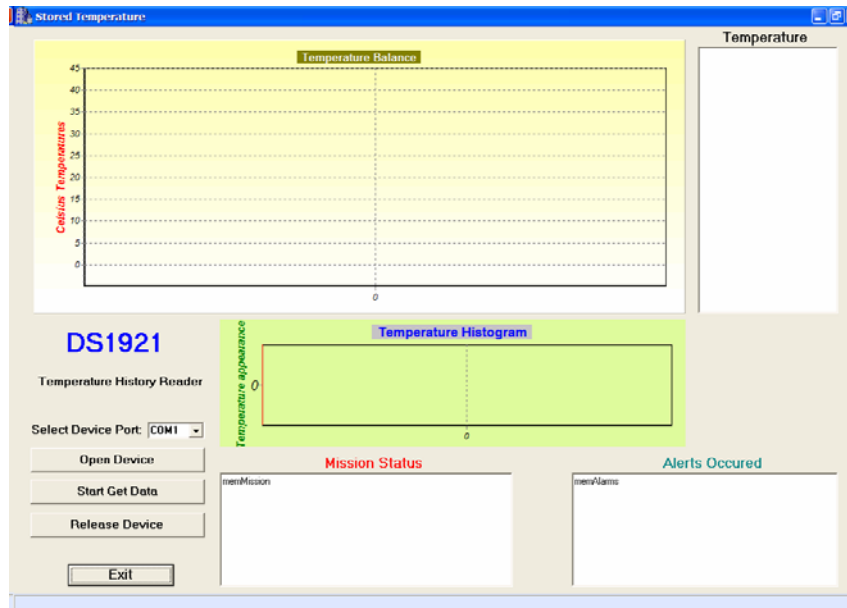 Stored Temperature
Temperature
Temperature Balance
45
40
35
30
25
20
15
10
5
0
Celsius Temperatures
0
DS1921
Temperature History Reader
Select Device Port: COM1
Open Device
Start Get Data
Release Device
Exit
Temperature Histogram
Temperature appearance
0
0
Mission Status
memMission
Alerts Occured
memAlarms